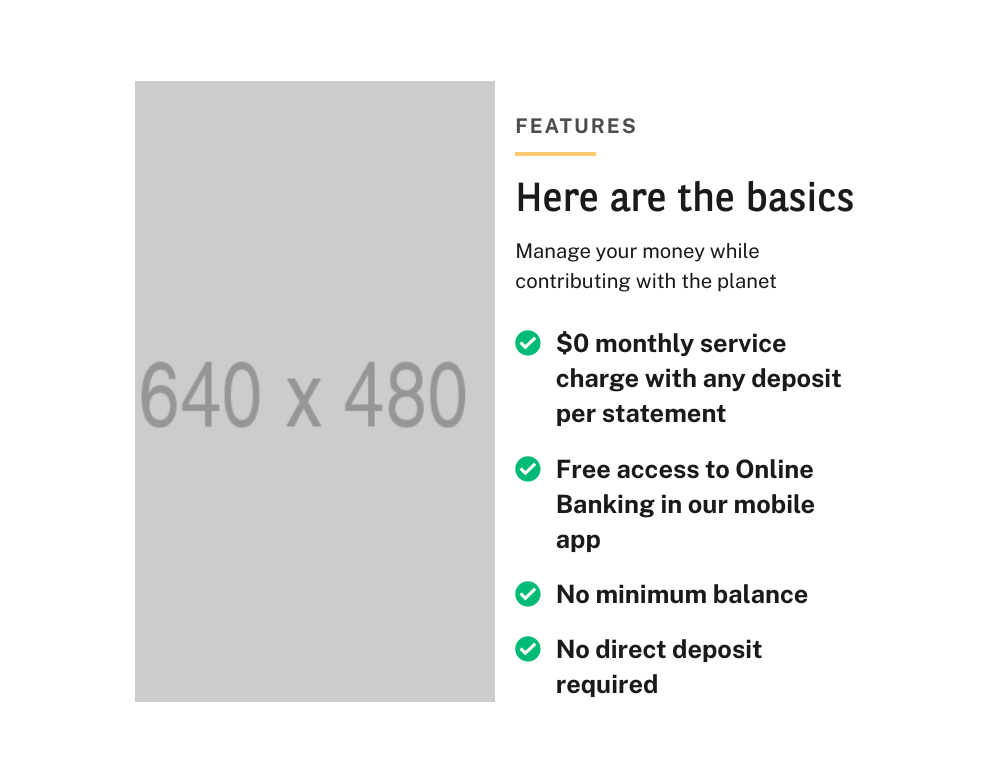 640 x 480
FEATURES
Here are the basics
Manage your money while
contributing with the planet
$0 monthly service
charge with any deposit
per statement
Free access to Online
Banking in our mobile
app
No minimum balance
No direct deposit
required